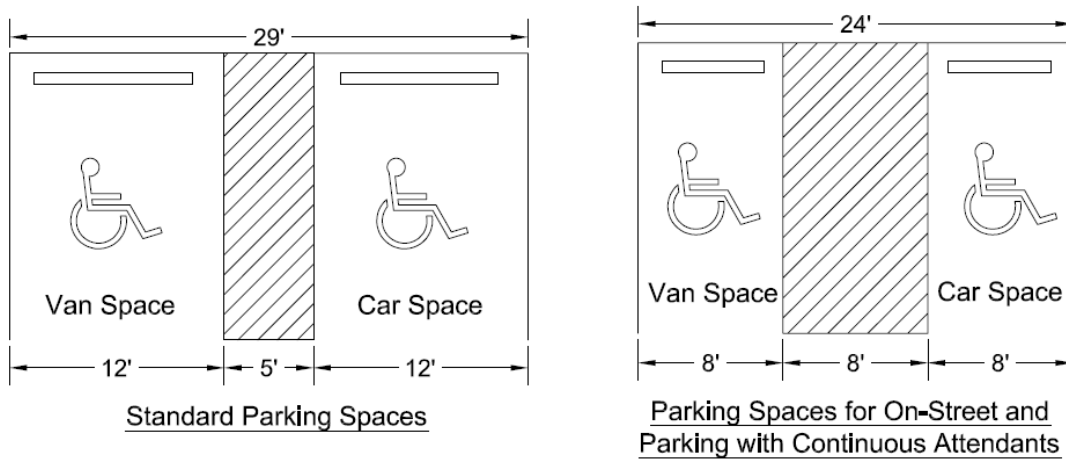 29'
Van Space
Car Space
12'
5'
12'
Standard Parking Spaces
24'
Van Space
Car Space
8'
8'
8'
Parking Spaces for On-Street and
Parking with Continuous Attendants